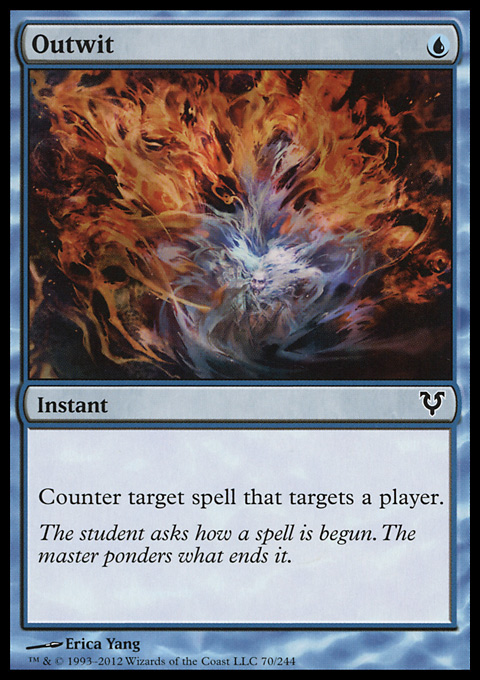 Outwit
Instant
Counter target spell that targets a player.
The student asks how a spell is begun. The
master ponders what ends it.
Erica Yang
™ & © 1993–2012 Wizards of the Coast LLC 70/244